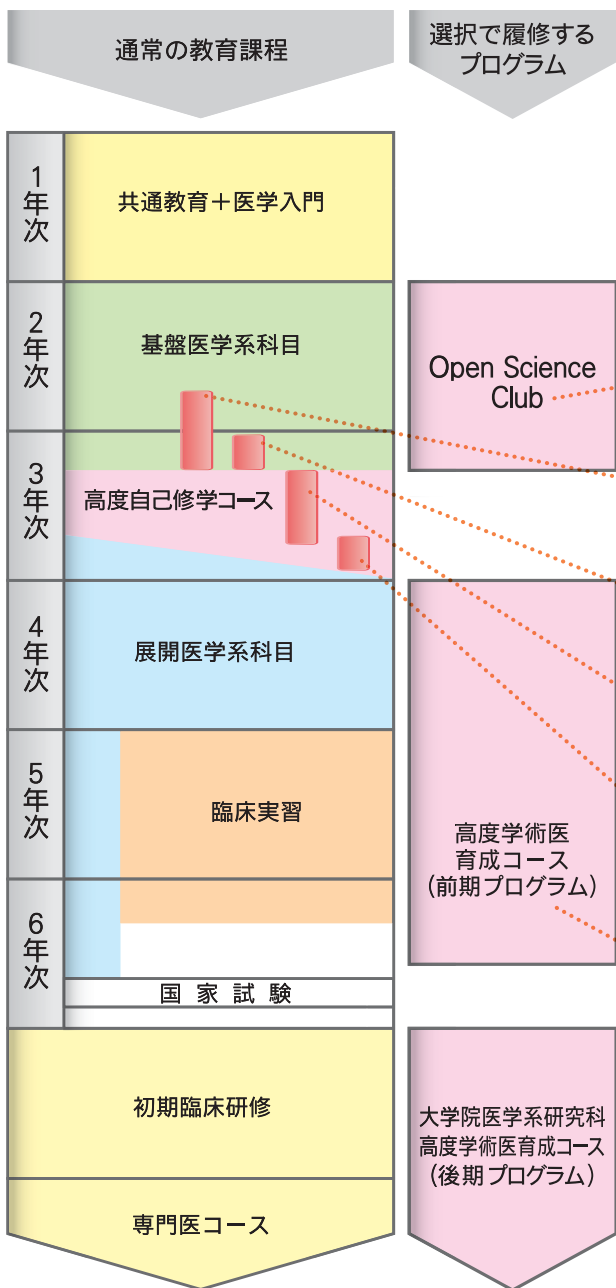 通常の教育課程
選択で履修する
プログラム
1年次
共通教育＋医学入門
2年次
基盤医学系科目
Open Science
Club
3年次
高度自己修学コース
4年次
展開医学系科目
5年次
臨床実習
高度学術医
育成コース
（前期プログラム）
6年次
国家試験
初期臨床研修
大学院医学系研究科
高度学術医育成コース
（後期プログラム）
専門医コース